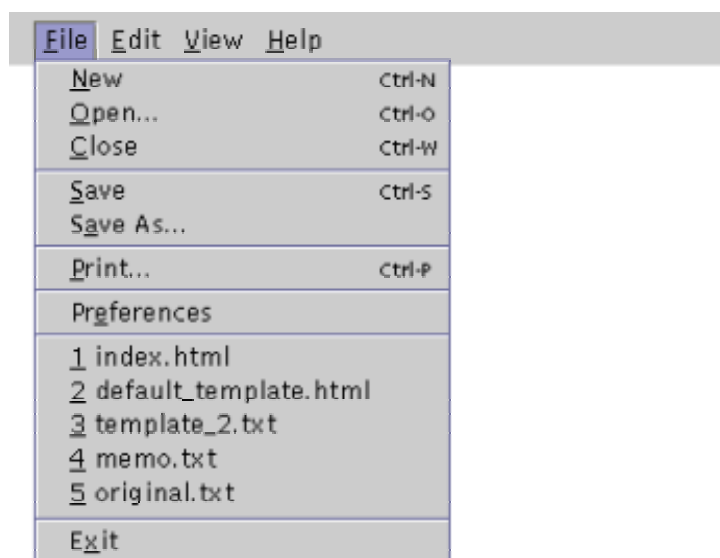 File Edit View Help
New Ctrl-N
Open... Ctrl-O
Close Ctrl-W
Save Ctrl-S
Save As...
Print... Ctrl-P
Preferences
1 index.html
2 default_template.html
3 template_2.txt
4 memo.txt
5 original.txt
Exit